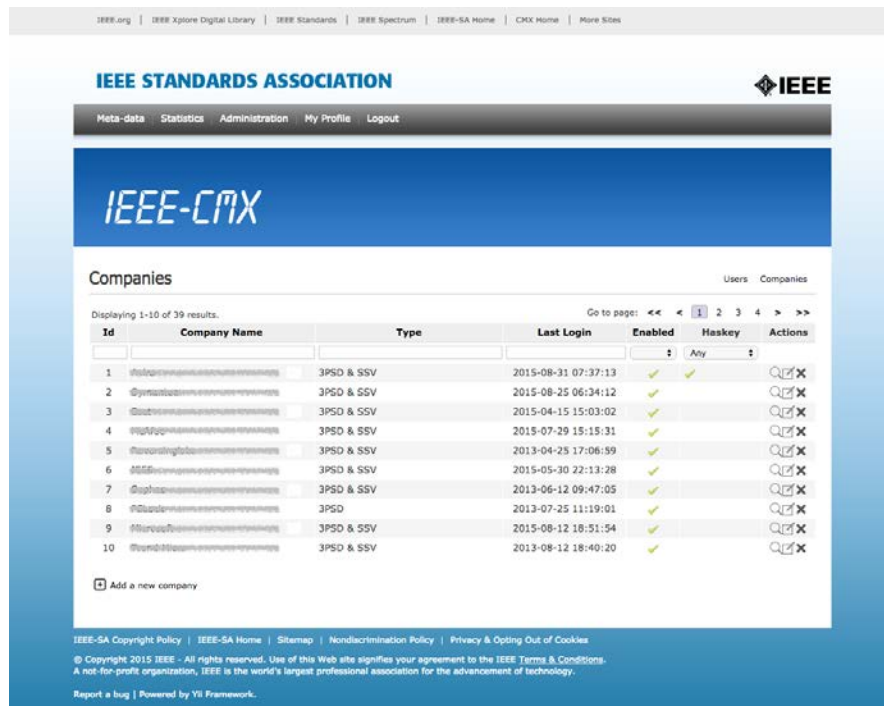 IEEE.org | IEEE Xplore Digital Library | IEEE Standards | IEEE Spectrum | IEEE-SA Home | CMX Home | More Sites
IEEE STANDARDS ASSOCIATION
IEEE
Meta-data Statistics Administration My Profile Logout
IEEE-CMX
Companies
Users Companies
Displaying 1-10 of 39 results.
Go to page: << < 1 2 3 4 > >>
Id Company Name Type Last Login Enabled Haskey Actions
Any
1 3PSD & SSV 2015-08-31 07:37:13
2 3PSD & SSV 2015-08-25 06:34:12
3 3PSD & SSV 2015-04-15 15:03:02
4 3PSD & SSV 2015-07-29 15:15:31
5 3PSD & SSV 2013-04-25 17:06:59
6 3PSD & SSV 2015-05-30 22:13:28
7 3PSD & SSV 2013-06-12 09:47:05
8 3PSD 2013-07-25 11:19:01
9 3PSD & SSV 2015-08-12 18:51:54
10 3PSD & SSV 2013-08-12 18:40:20
Add a new company
IEEE-SA Copyright Policy | IEEE-SA Home | Sitemap | Nondiscrimination Policy | Privacy & Opting Out of Cookies
© Copyright 2015 IEEE - All rights reserved. Use of this Web site signifies your agreement to the IEEE Terms & Conditions.
A not-for-profit organization, IEEE is the world's largest professional association for the advancement of technology.
Report a bug | Powered by Yii Framework.